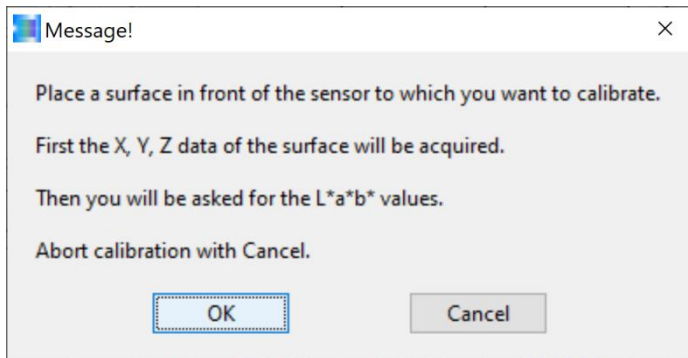 Message!
Place a surface in front of the sensor to which you want to calibrate.
First the X, Y, Z data of the surface will be acquired.
Then you will be asked for the L*a*b* values.
Abort calibration with Cancel.
OK Cancel